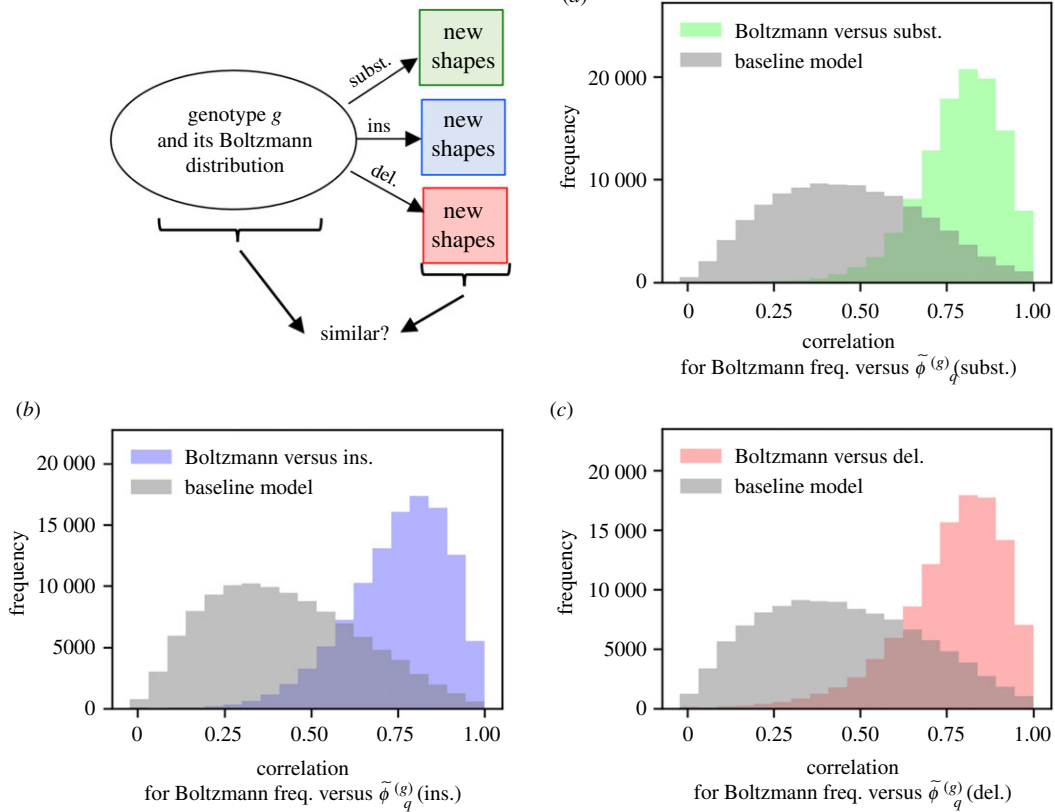 genotype g
and its Boltzmann
distribution
subst.
ins
del.
new
shapes
new
shapes
new
shapes
similar?
(a)
Boltzmann versus subst.
baseline model
frequency
20 000
10 000
0
0 0.25 0.50 0.75 1.00
correlation
for Boltzmann freq. versus ϕ̃_q^(g) (subst.)
(b)
Boltzmann versus ins.
baseline model
frequency
20 000
15 000
10 000
5000
0
0 0.25 0.50 0.75 1.00
correlation
for Boltzmann freq. versus ϕ̃_q^(g) (ins.)
(c)
Boltzmann versus del.
baseline model
frequency
20 000
15 000
10 000
5000
0
0 0.25 0.50 0.75 1.00
correlation
for Boltzmann freq. versus ϕ̃_q^(g) (del.)